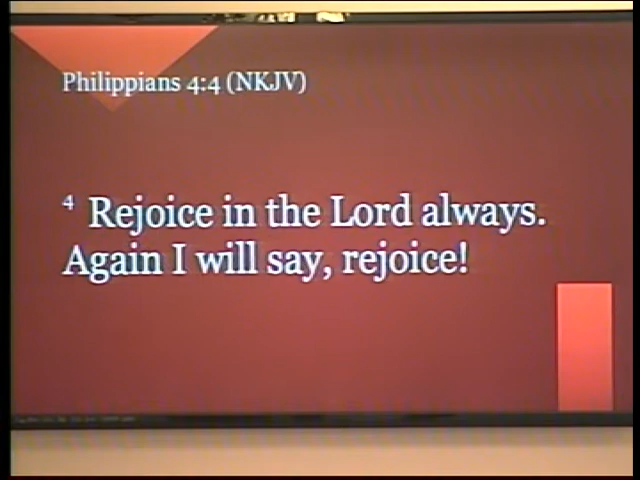 Philippians 4:4 (NKJV)
4 Rejoice in the Lord always.
Again I will say, rejoice!